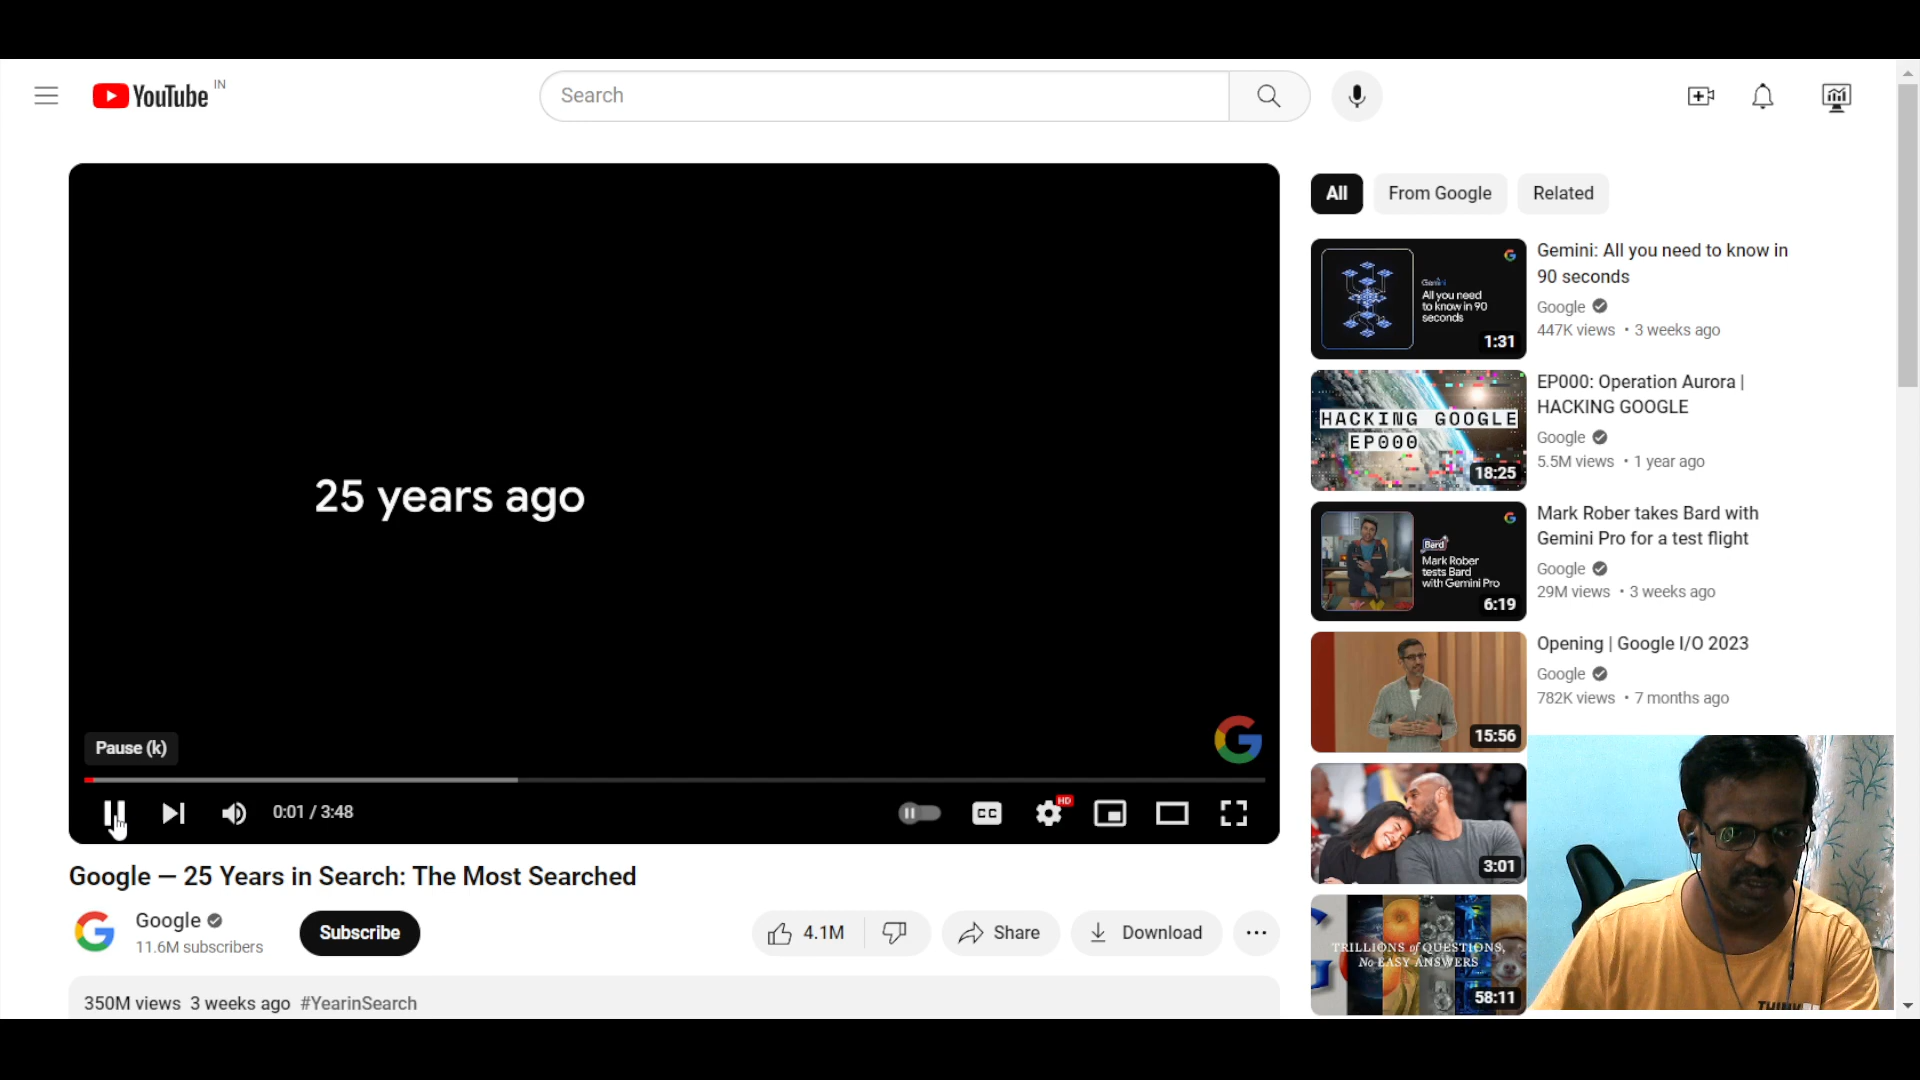 YouTube IN
Search
25 years ago
Pause (k)
0:01 / 3:48
CC
HD
Google — 25 Years in Search: The Most Searched
Google
11.6M subscribers
Subscribe
4.1M
Share
Download
350M views 3 weeks ago #YearinSearch
All
From Google
Related
Gemini
All you need
to know in 90
seconds
1:31
Gemini: All you need to know in
90 seconds
Google
447K views • 3 weeks ago
HACKING GOOGLE
EP000
18:25
EP000: Operation Aurora |
HACKING GOOGLE
Google
5.5M views • 1 year ago
Bard
Mark Rober
tests Bard
with Gemini Pro
6:19
Mark Rober takes Bard with
Gemini Pro for a test flight
Google
29M views • 3 weeks ago
15:56
Opening | Google I/O 2023
Google
782K views • 7 months ago
3:01
TRILLIONS of QUESTIONS,
No EASY ANSWERS
58:11